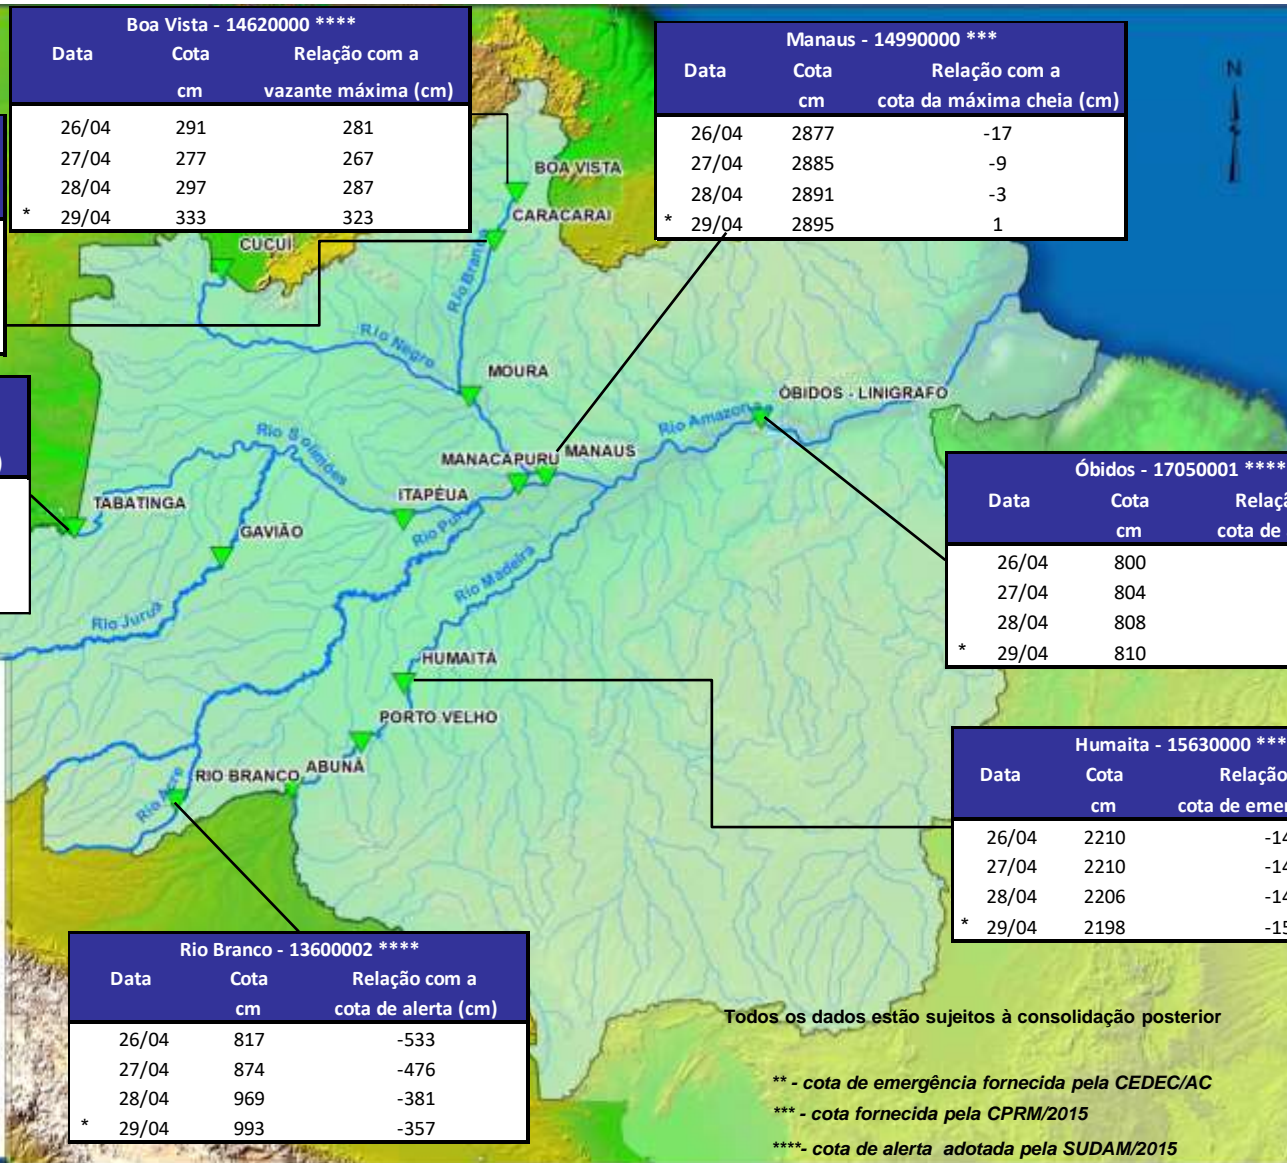 Boa Vista - 14620000 ****
Data Cota Relação com a
cm vazante máxima (cm)
26/04 291 281
27/04 277 267
28/04 297 287
* 29/04 333 323
Manaus - 14990000 ***
Data Cota Relação com a
cm cota da máxima cheia (cm)
26/04 2877 -17
27/04 2885 -9
28/04 2891 -3
* 29/04 2895 1
N
BOA VISTA
CARACARAI
CUCUÍ
Rio Branco
Rio Negro
MOURA
ÓBIDOS - LINIGRAFO
Rio Amazonas
Rio Solimões
MANACAPURU MANAUS
)
TABATINGA
ITAPÉUA
GAVIÃO
Rio Madeira
Rio Juruá
Óbidos - 17050001 ****
Data Cota
cm cota de
26/04 800
27/04 804
28/04 808
* 29/04 810
HUMAITÁ
PORTO VELHO
RIO BRANCO ABUNÃ
Rio Acre
Humaita - 15630000 ***
Data Cota Relação
cm
26/04 2210 -14
27/04 2210 -14
28/04 2206 -14
* 29/04 2198 -15
Rio Branco - 13600002 ****
Data Cota Relação com a
cm cota de alerta (cm)
26/04 817 -533
27/04 874 -476
28/04 969 -381
* 29/04 993 -357
Todos os dados estão sujeitos à consolidação posterior
** - cota de emergência fornecida pela CEDEC/AC
*** - cota fornecida pela CPRM/2015
****- cota de alerta adotada pela SUDAM/2015